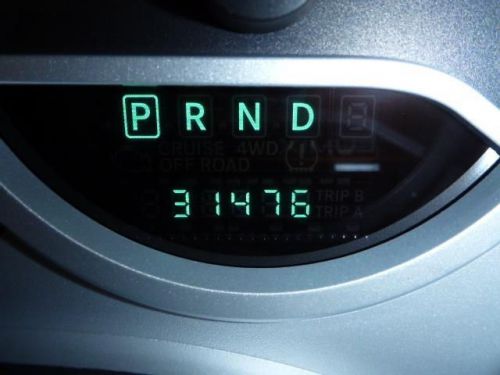 P R N D
CRUISE 4WD
OFF ROAD
TRIP B
31476
TRIP A